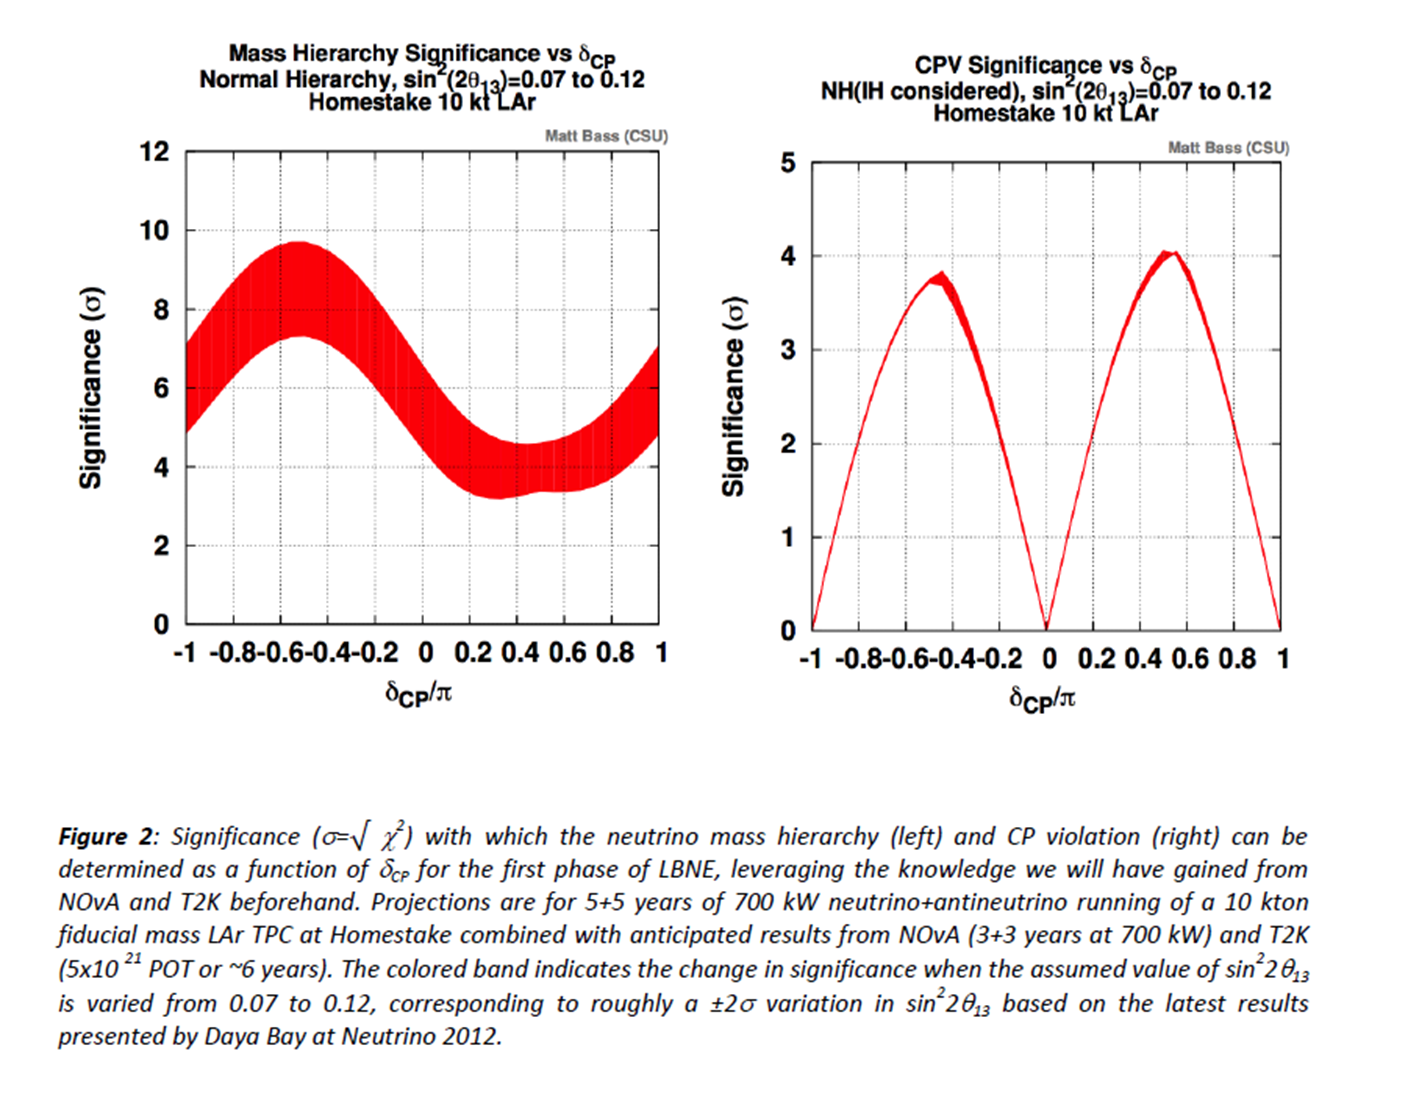 Mass Hierarchy Significance vs δCP
Normal Hierarchy, sin²(2θ13)=0.07 to 0.12
Homestake 10 kt LAr
Matt Bass (CSU)
12
10
8
6
4
2
0
Significance (σ)
-1 -0.8-0.6-0.4-0.2 0 0.2 0.4 0.6 0.8 1
δCP/π
CPV Significance vs δCP
NH(IH considered), sin²(2θ13)=0.07 to 0.12
Homestake 10 kt LAr
Matt Bass (CSU)
5
4
3
2
1
0
Significance (σ)
-1 -0.8-0.6-0.4-0.2 0 0.2 0.4 0.6 0.8 1
δCP/π
Figure 2: Significance (σ=√ χ²) with which the neutrino mass hierarchy (left) and CP violation (right) can be
determined as a function of δCP for the first phase of LBNE, leveraging the knowledge we will have gained from
NOvA and T2K beforehand. Projections are for 5+5 years of 700 kW neutrino+antineutrino running of a 10 kton
fiducial mass LAr TPC at Homestake combined with anticipated results from NOvA (3+3 years at 700 kW) and T2K
(5x10 21 POT or ~6 years). The colored band indicates the change in significance when the assumed value of sin²2θ13
is varied from 0.07 to 0.12, corresponding to roughly a ±2σ variation in sin²2θ13 based on the latest results
presented by Daya Bay at Neutrino 2012.